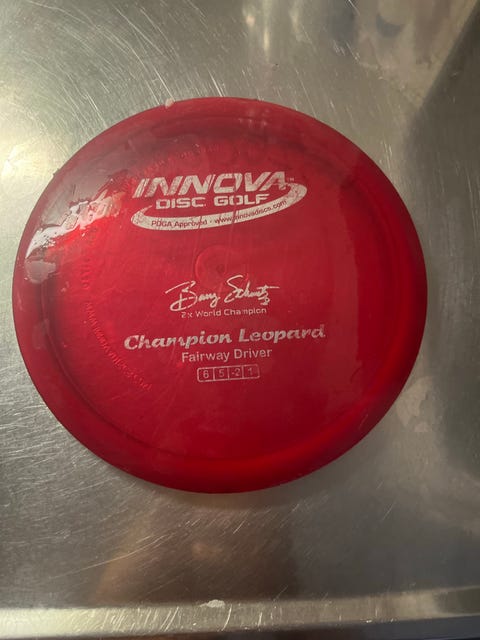 INNOVA™
DISC GOLF
PDGA Approved • www.innovadiscs.com
Barry Schultz
2x World Champion
Champion Leopard
Fairway Driver
6 5 -2 1